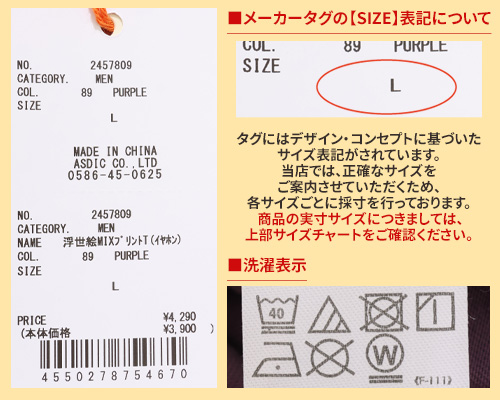 NO. 2457809
CATEGORY. MEN
COL. 89 PURPLE
SIZE
L
MADE IN CHINA
ASDIC CO.,LTD
0586-45-0625
NO. 2457809
CATEGORY. MEN
NAME 浮世絵MIXプリントT(イヤホン)
COL. 89 PURPLE
SIZE
L
PRICE ¥4,290
(本体価格 ¥3,900 )
4550278754670
■メーカータグの【SIZE】表記について
COL. 89 PURPLE
SIZE
L
タグにはデザイン・コンセプトに基づいた
サイズ表記がされています。
当店では、正確なサイズを
ご案内させていただくため、
各サイズごとに採寸を行っております。
商品の実寸サイズにつきましては、
上部サイズチャートをご確認ください。
■洗濯表示
40
W
(F-111)